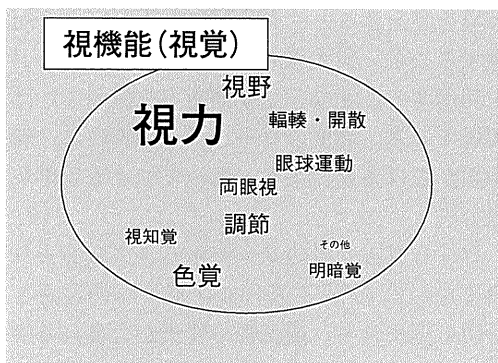 視機能(視覚)
視野
視力
輻輳・開散
眼球運動
両眼視
調節
視知覚
その他
色覚
明暗覚